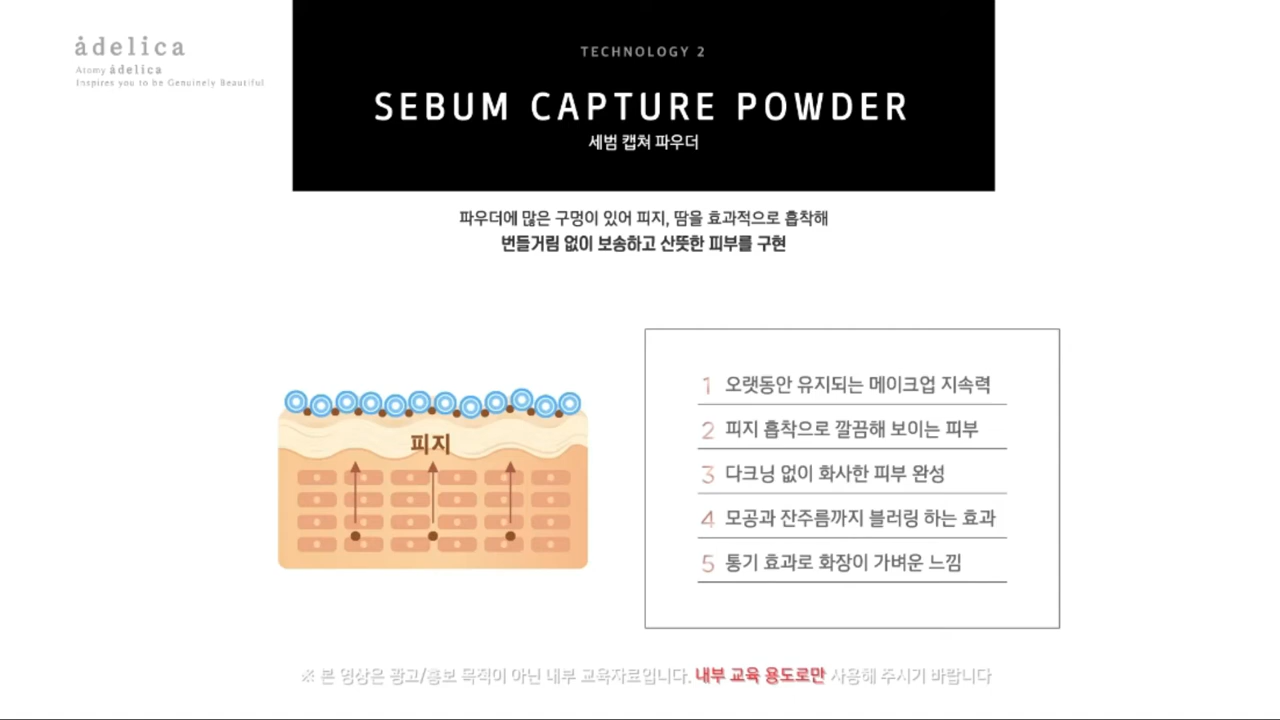 ådelica
Atomy ådelica
Inspires you to be Genuinely Beautiful
TECHNOLOGY 2
SEBUM CAPTURE POWDER
세범 캡쳐 파우더
파우더에 많은 구멍이 있어 피지, 땀을 효과적으로 흡착해
번들거림 없이 보송하고 산뜻한 피부를 구현
피지
1 오랫동안 유지되는 메이크업 지속력
2 피지 흡착으로 깔끔해 보이는 피부
3 다크닝 없이 화사한 피부 완성
4 모공과 잔주름까지 블러링 하는 효과
5 통기 효과로 화장이 가벼운 느낌
※ 본 영상은 광고/홍보 목적이 아닌 내부 교육자료입니다. 내부 교육 용도로만 사용해 주시기 바랍니다